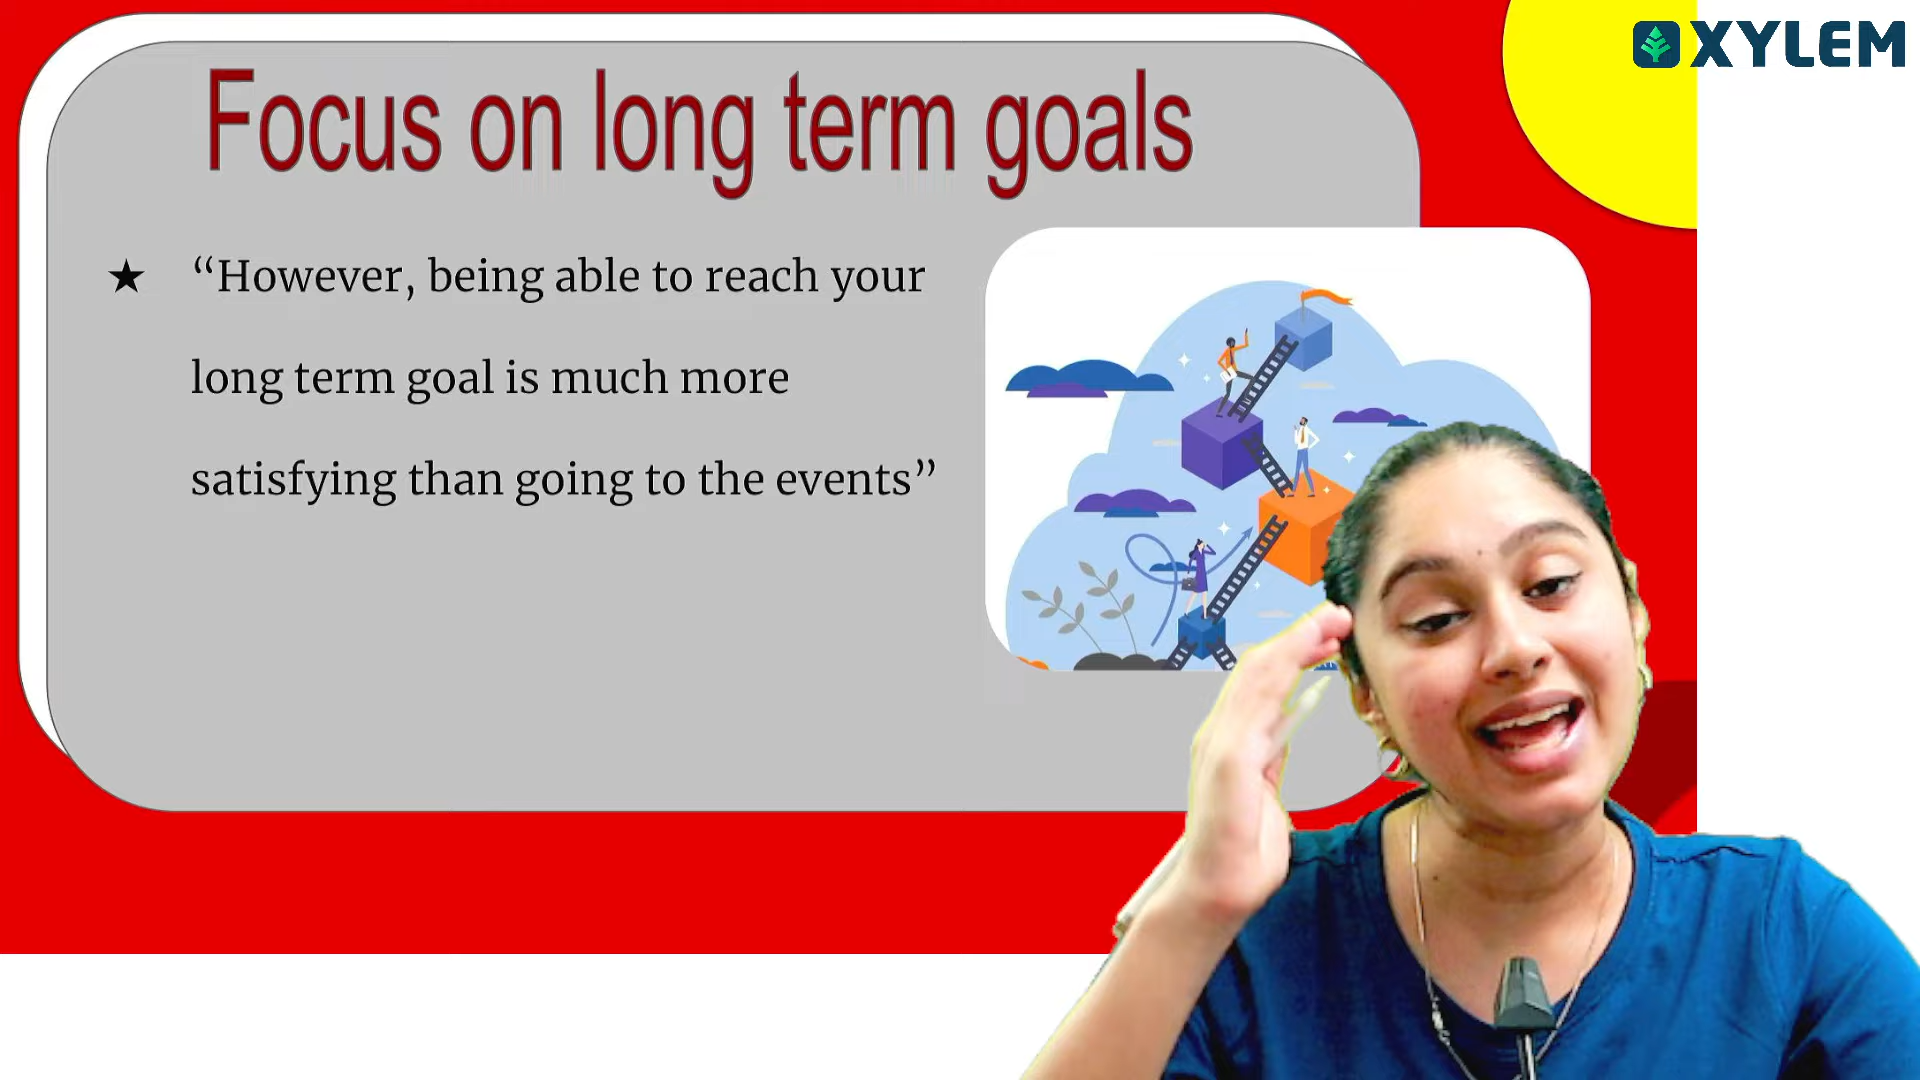 XYLEM
Focus on long term goals
★ “However, being able to reach your
long term goal is much more
satisfying than going to the events”